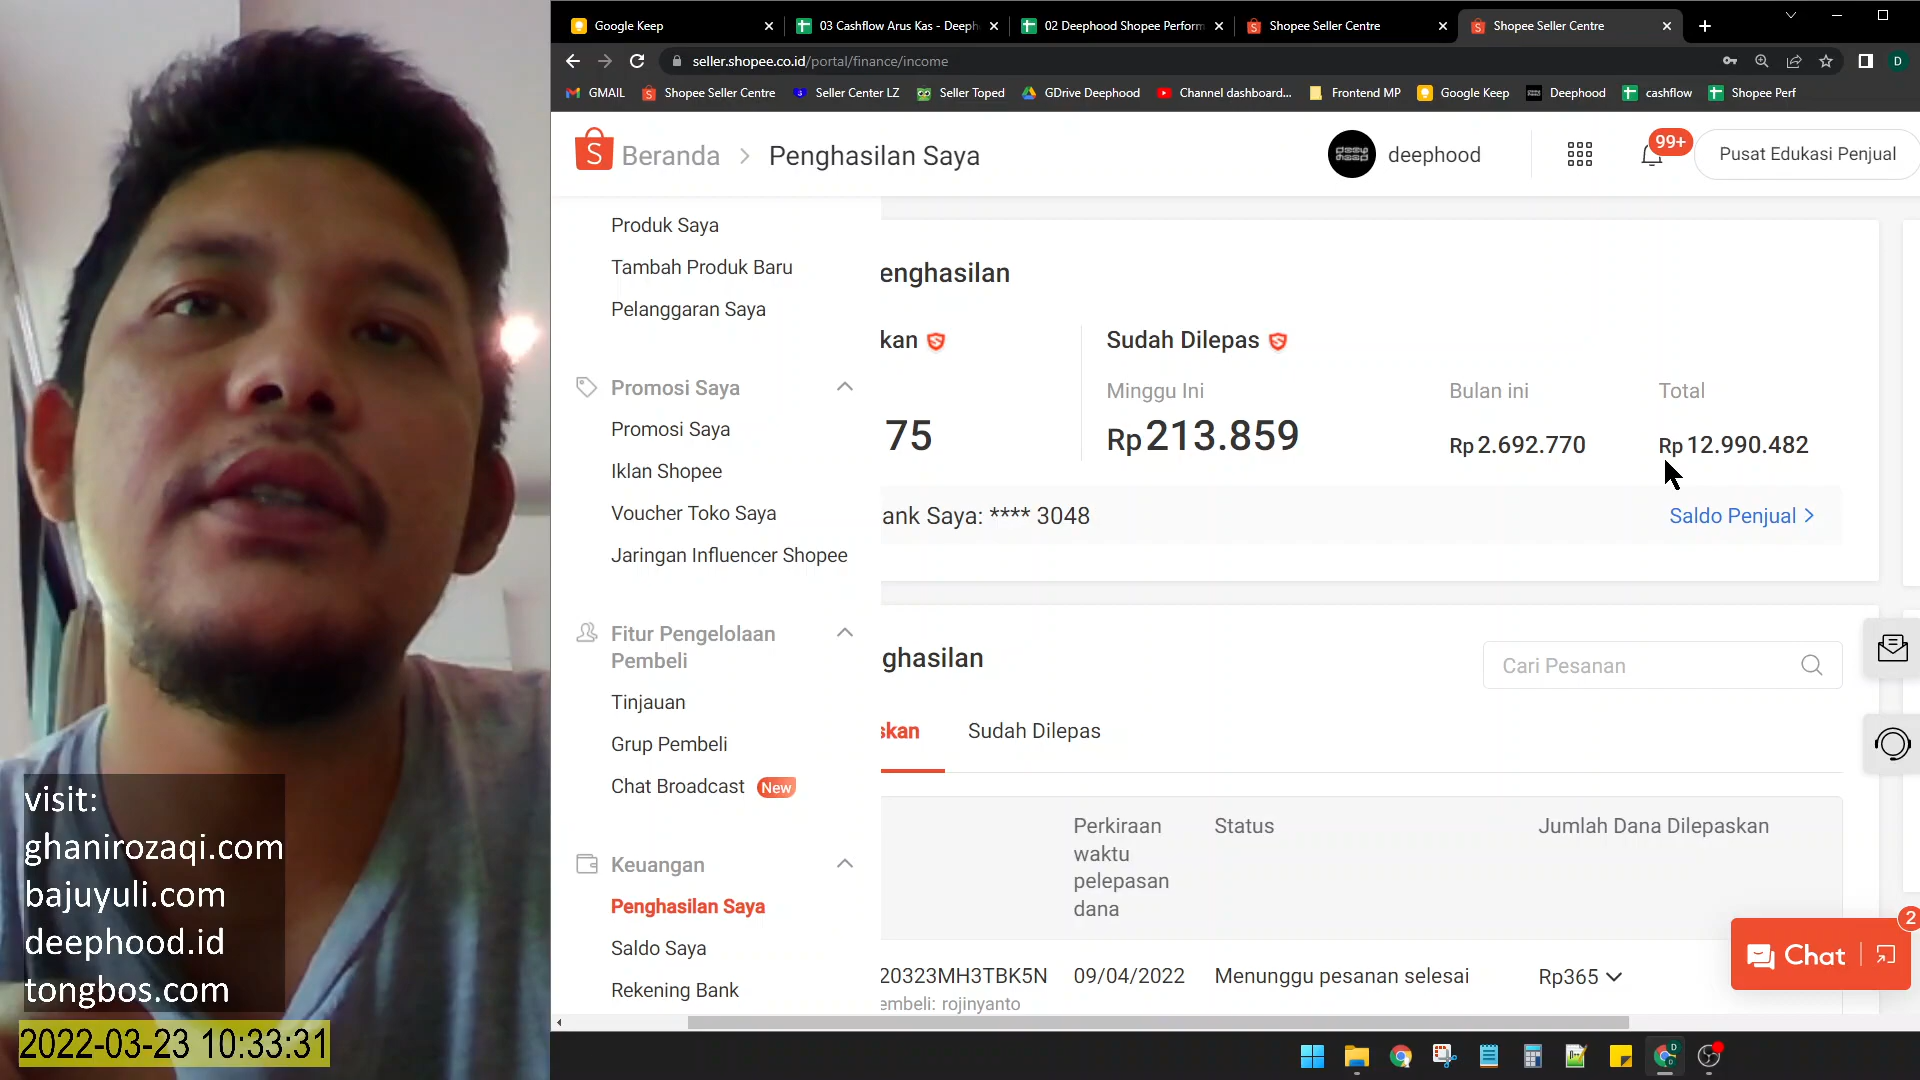 Google Keep
03 Cashflow Arus Kas - Deeph
02 Deephood Shopee Perform
Shopee Seller Centre
Shopee Seller Centre
seller.shopee.co.id/portal/finance/income
D
GMAIL
Shopee Seller Centre
Seller Center LZ
Seller Toped
GDrive Deephood
Channel dashboard...
Frontend MP
Google Keep
Deephood
cashflow
Shopee Perf
Beranda > Penghasilan Saya
deephood
99+
Pusat Edukasi Penjual
Produk Saya
Tambah Produk Baru
Pelanggaran Saya
Promosi Saya
Promosi Saya
Iklan Shopee
Voucher Toko Saya
Jaringan Influencer Shopee
Fitur Pengelolaan
Pembeli
Tinjauan
Grup Pembeli
Chat Broadcast New
Keuangan
Penghasilan Saya
Saldo Saya
Rekening Bank
enghasilan
kan
75
Sudah Dilepas
Minggu Ini
Rp213.859
Bulan ini
Rp2.692.770
Total
Rp12.990.482
ank Saya: **** 3048
Saldo Penjual >
ghasilan
Cari Pesanan
skan
Sudah Dilepas
Perkiraan
waktu
pelepasan
dana
Status
Jumlah Dana Dilepaskan
20323MH3TBK5N
09/04/2022
Menunggu pesanan selesai
Rp365
embeli: rojinyanto
2
Chat
visit:
ghanirozaqi.com
bajuyuli.com
deephood.id
tongbos.com
2022-03-23 10:33:31